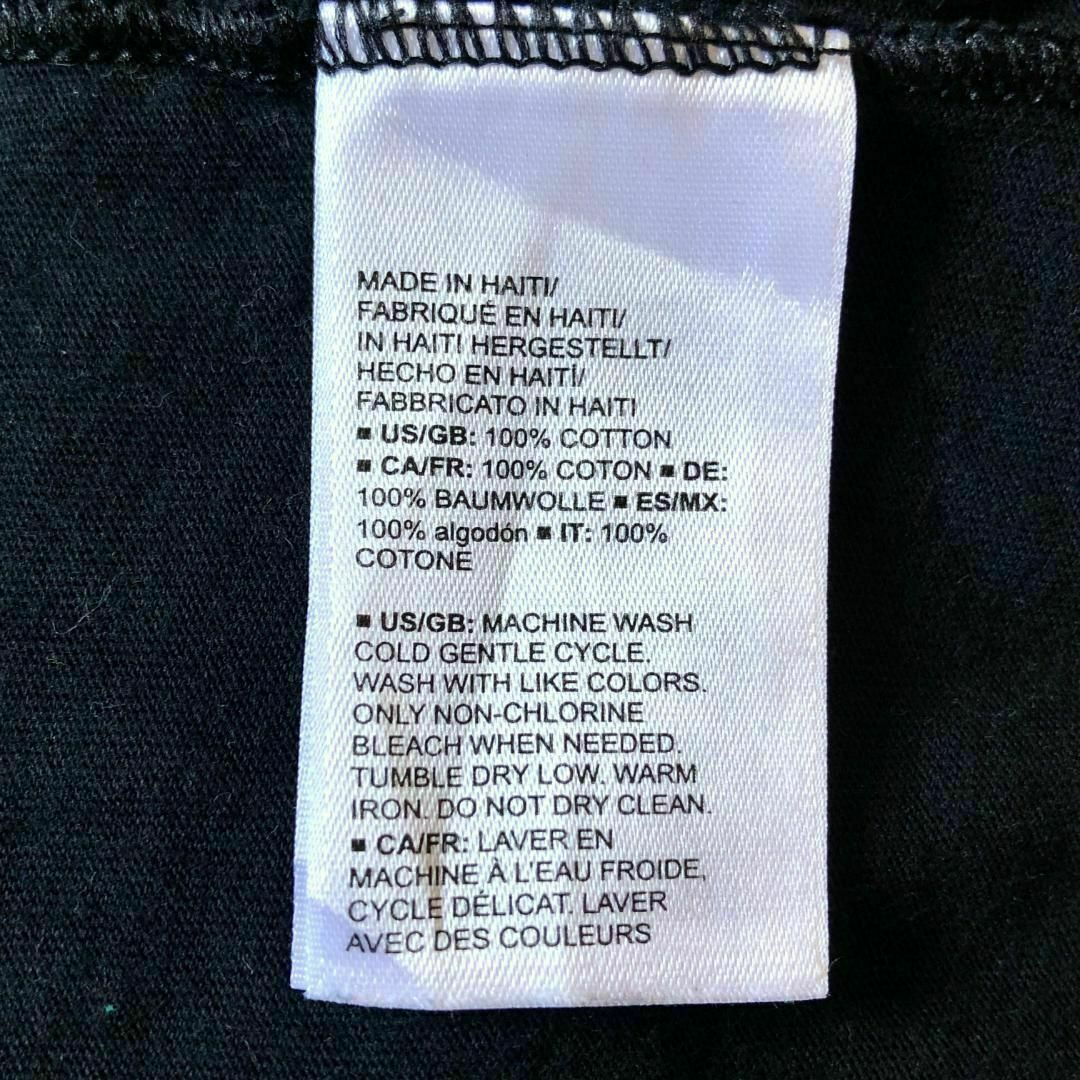 MADE IN HAITI/
FABRIQUÉ EN HAITI/
IN HAITI HERGESTELLT/
HECHO EN HAITÍ/
FABBRICATO IN HAITI
■ US/GB: 100% COTTON
■ CA/FR: 100% COTON ■ DE:
100% BAUMWOLLE ■ ES/MX:
100% algodón ■ IT: 100%
COTONE
■ US/GB: MACHINE WASH
COLD GENTLE CYCLE.
WASH WITH LIKE COLORS.
ONLY NON-CHLORINE
BLEACH WHEN NEEDED.
TUMBLE DRY LOW. WARM
IRON. DO NOT DRY CLEAN.
■ CA/FR: LAVER EN
MACHINE À L'EAU FROIDE,
CYCLE DÉLICAT. LAVER
AVEC DES COULEURS